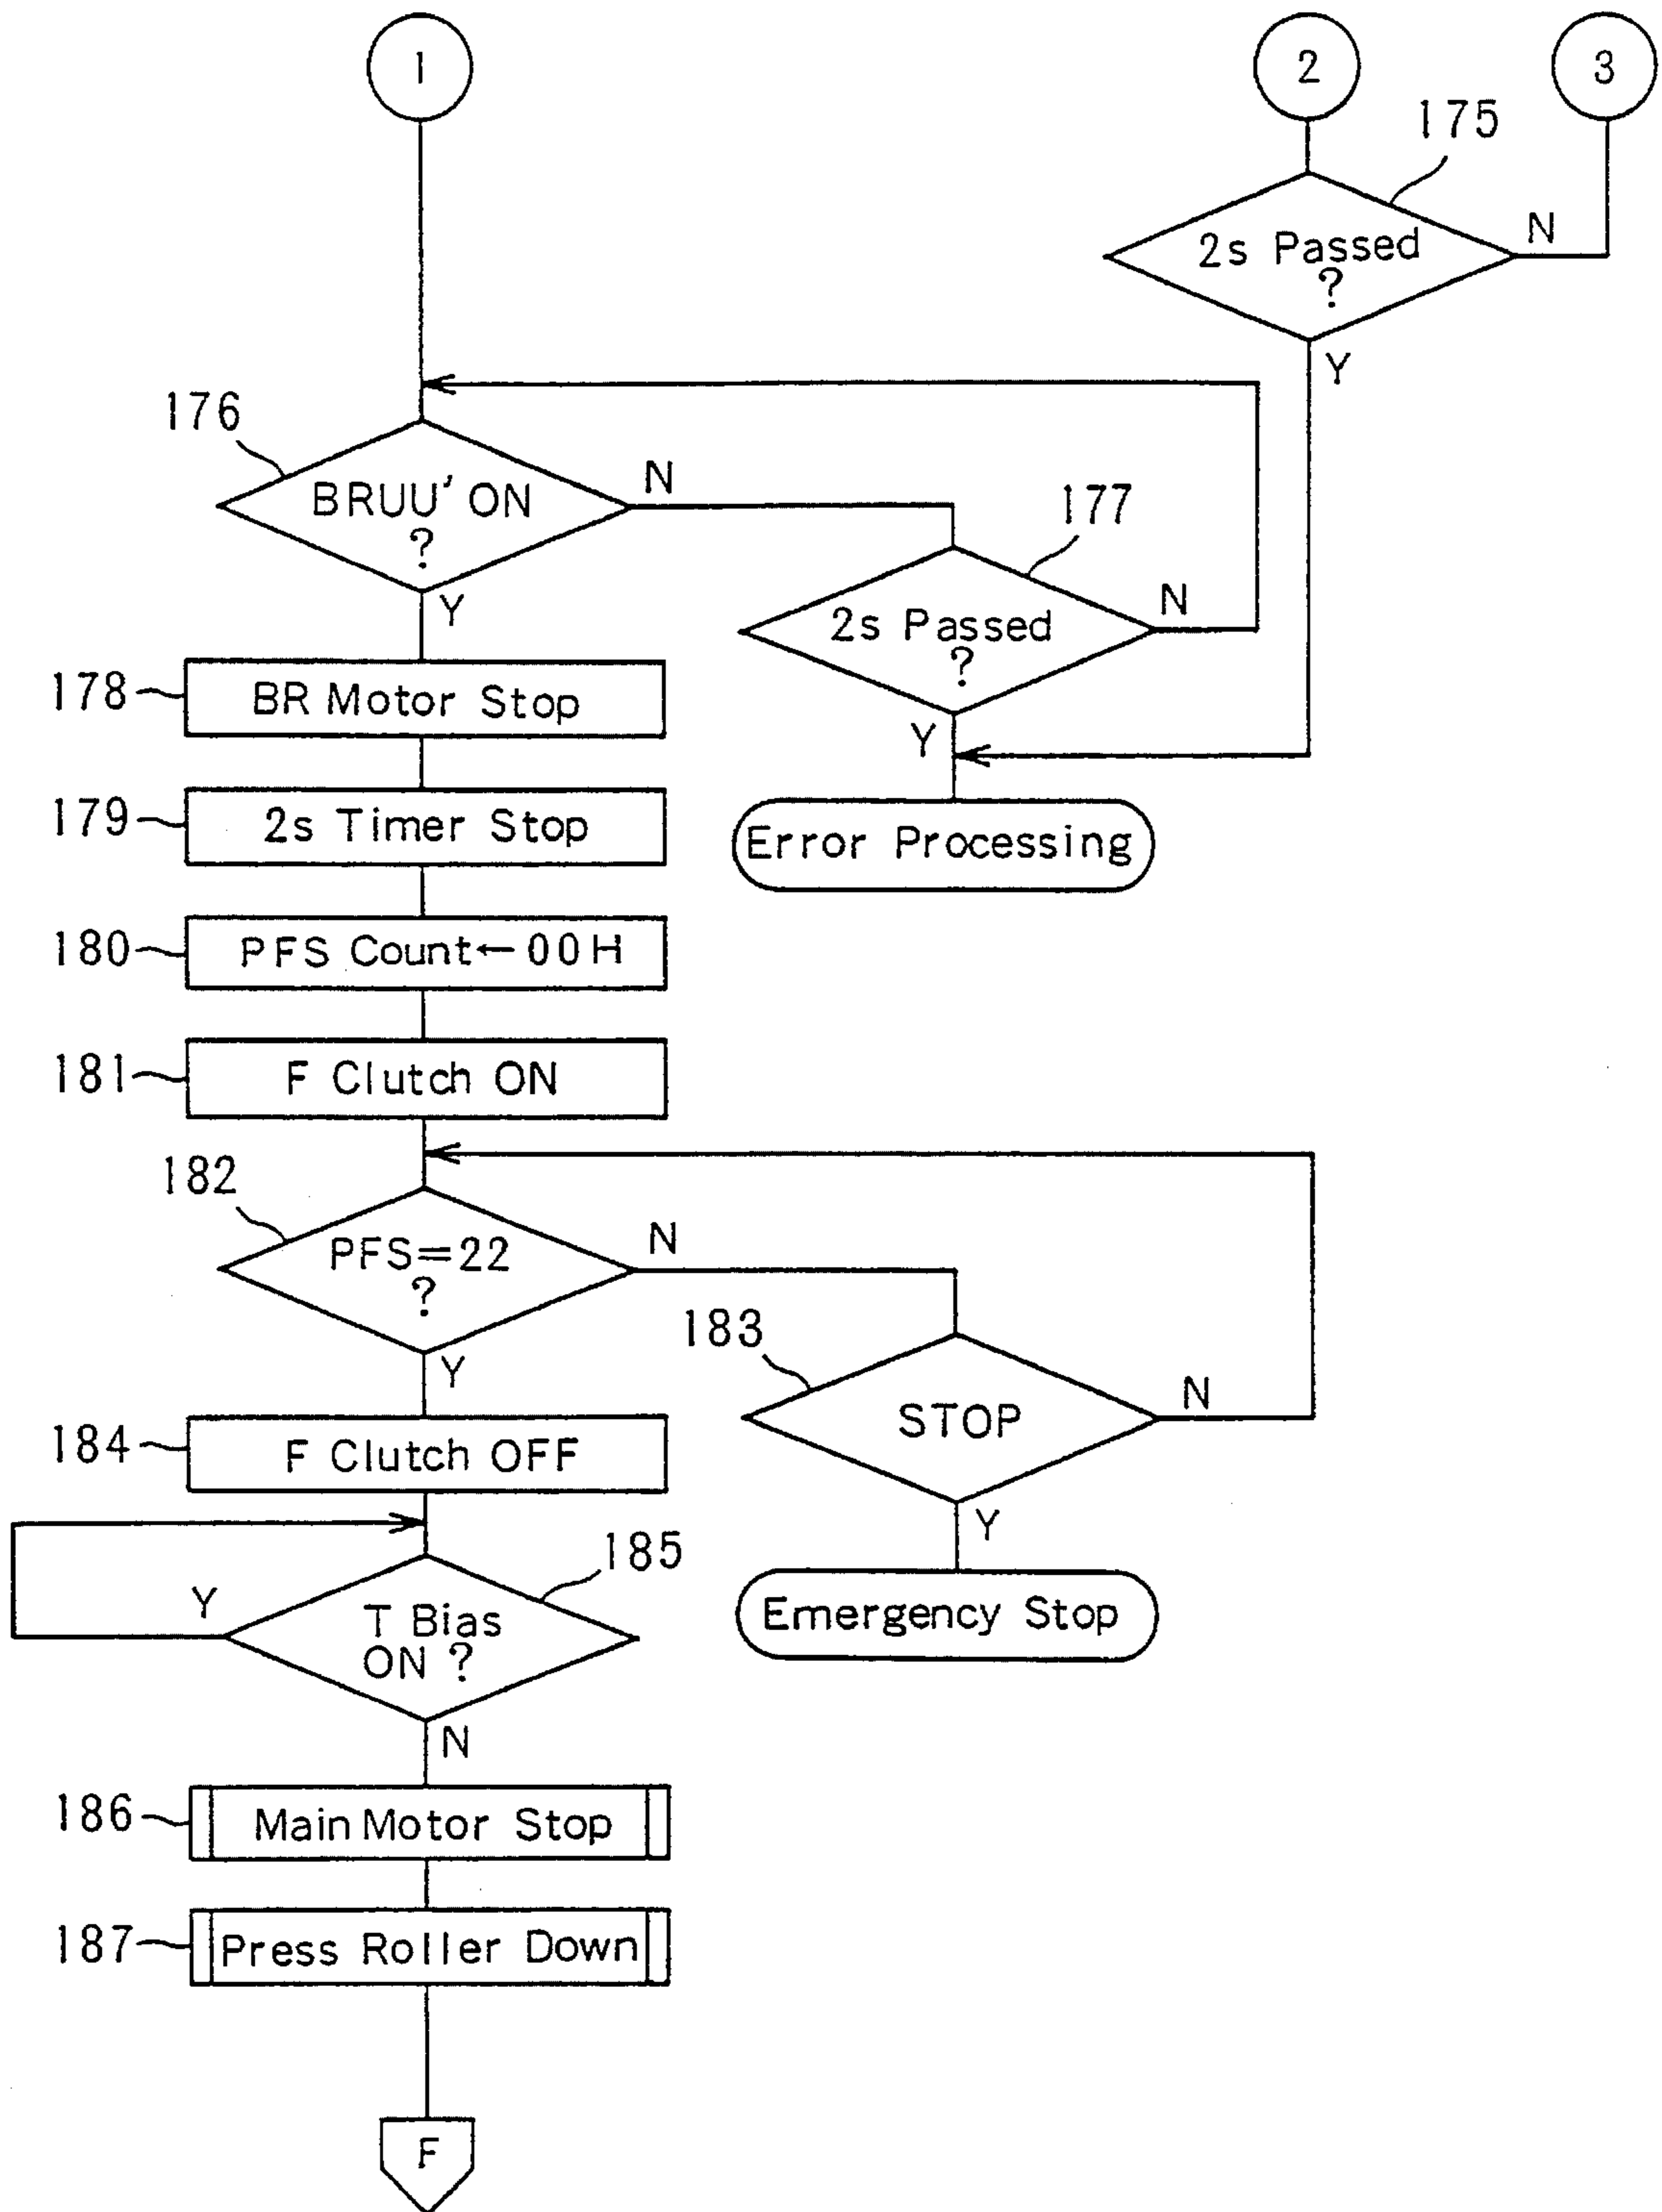 1
2
3
175
2s Passed
?
N
Y
176
BRUU' ON
?
N
Y
177
2s Passed
?
N
Y
178
BR Motor Stop
179
2s Timer Stop
Error Processing
180
PFS Count←00H
181
F Clutch ON
182
PFS=22
?
N
Y
183
STOP
N
Y
184
F Clutch OFF
185
T Bias
ON ?
Y
N
Emergency Stop
186
Main Motor Stop
187
Press Roller Down
F